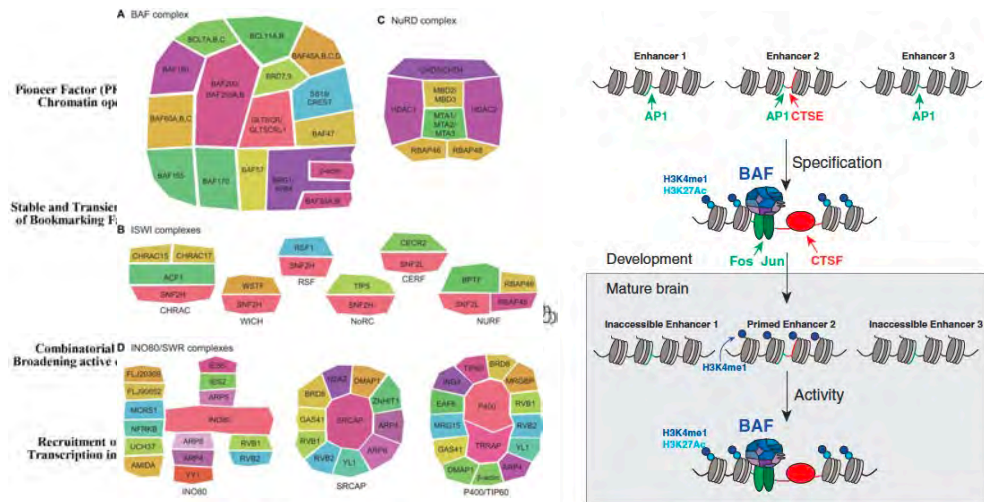 A BAF complex
BCL7A,B,C
BCL11A,B
BAF45A,B,C,D
BAF180
BAF200
BAF250A,B
BRD7,9
SS18/
CREST
BAF60A,B,C
GLTSCR/
GLTSCRL1
BAF47
BAF155
BAF170
BAF57
BRG1/
BRM
β-actin
BAF53A,B
C NuRD complex
CHD3/CHD4
HDAC1
MBD2/
MBD3
HDAC2
MTA1/
MTA2/
MTA3
RBAP46
RBAP48
Pioneer Factor (PF
Chromatin ope
Stable and Transien
of Bookmarking F
Combinatorial
Broadening active
Recruitment o
Transcription in
B ISWI complexes
CHRAC15
CHRAC17
ACF1
SNF2H
CHRAC
WSTF
SNF2H
WICH
RSF1
SNF2H
RSF
TIP5
SNF2H
NoRC
CECR2
SNF2L
CERF
BPTF
RBAP46
SNF2L
RBAP48
NURF
D INO80/SWR complexes
FLJ20309
FLJ90652
MCRS1
NFRKB
UCH37
AMIDA
IES6
IES2
ARP5
INO80
ARP8
ARP4
YY1
RVB1
RVB2
INO80
H2AZ
DMAP1
BRD8
ZNHIT1
GAS41
SRCAP
ARP4
RVB1
ARP6
RVB2
YL1
SRCAP
TIP60
BRD8
ING3
MRGBP
EAF6
P400
RVB1
MRG15
RVB2
GAS41
TRRAP
YL1
DMAP1
β-actin
ARP4
P400/TIP60
Enhancer 1
Enhancer 2
Enhancer 3
AP1
AP1
CTSE
AP1
Specification
H3K4me1
H3K27Ac
BAF
Fos Jun
CTSF
Development
Mature brain
Inaccessible Enhancer 1
Primed Enhancer 2
Inaccessible Enhancer 3
H3K4me1
Activity
H3K4me1
H3K27Ac
BAF